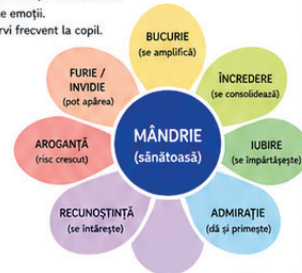 e emoții.
rvi frecvent la copil.
BUCURIE
(se amplifică)
FURIE /
INVIDIE
(pot apărea)
ÎNCREDERE
(se consolidează)
MÂNDRIE
(sănătoasă)
AROGANȚĂ
(risc crescut)
IUBIRE
(se împărtășește)
RECUNOȘTINȚĂ
(se întărește)
ADMIRAȚIE
(dă și primește)